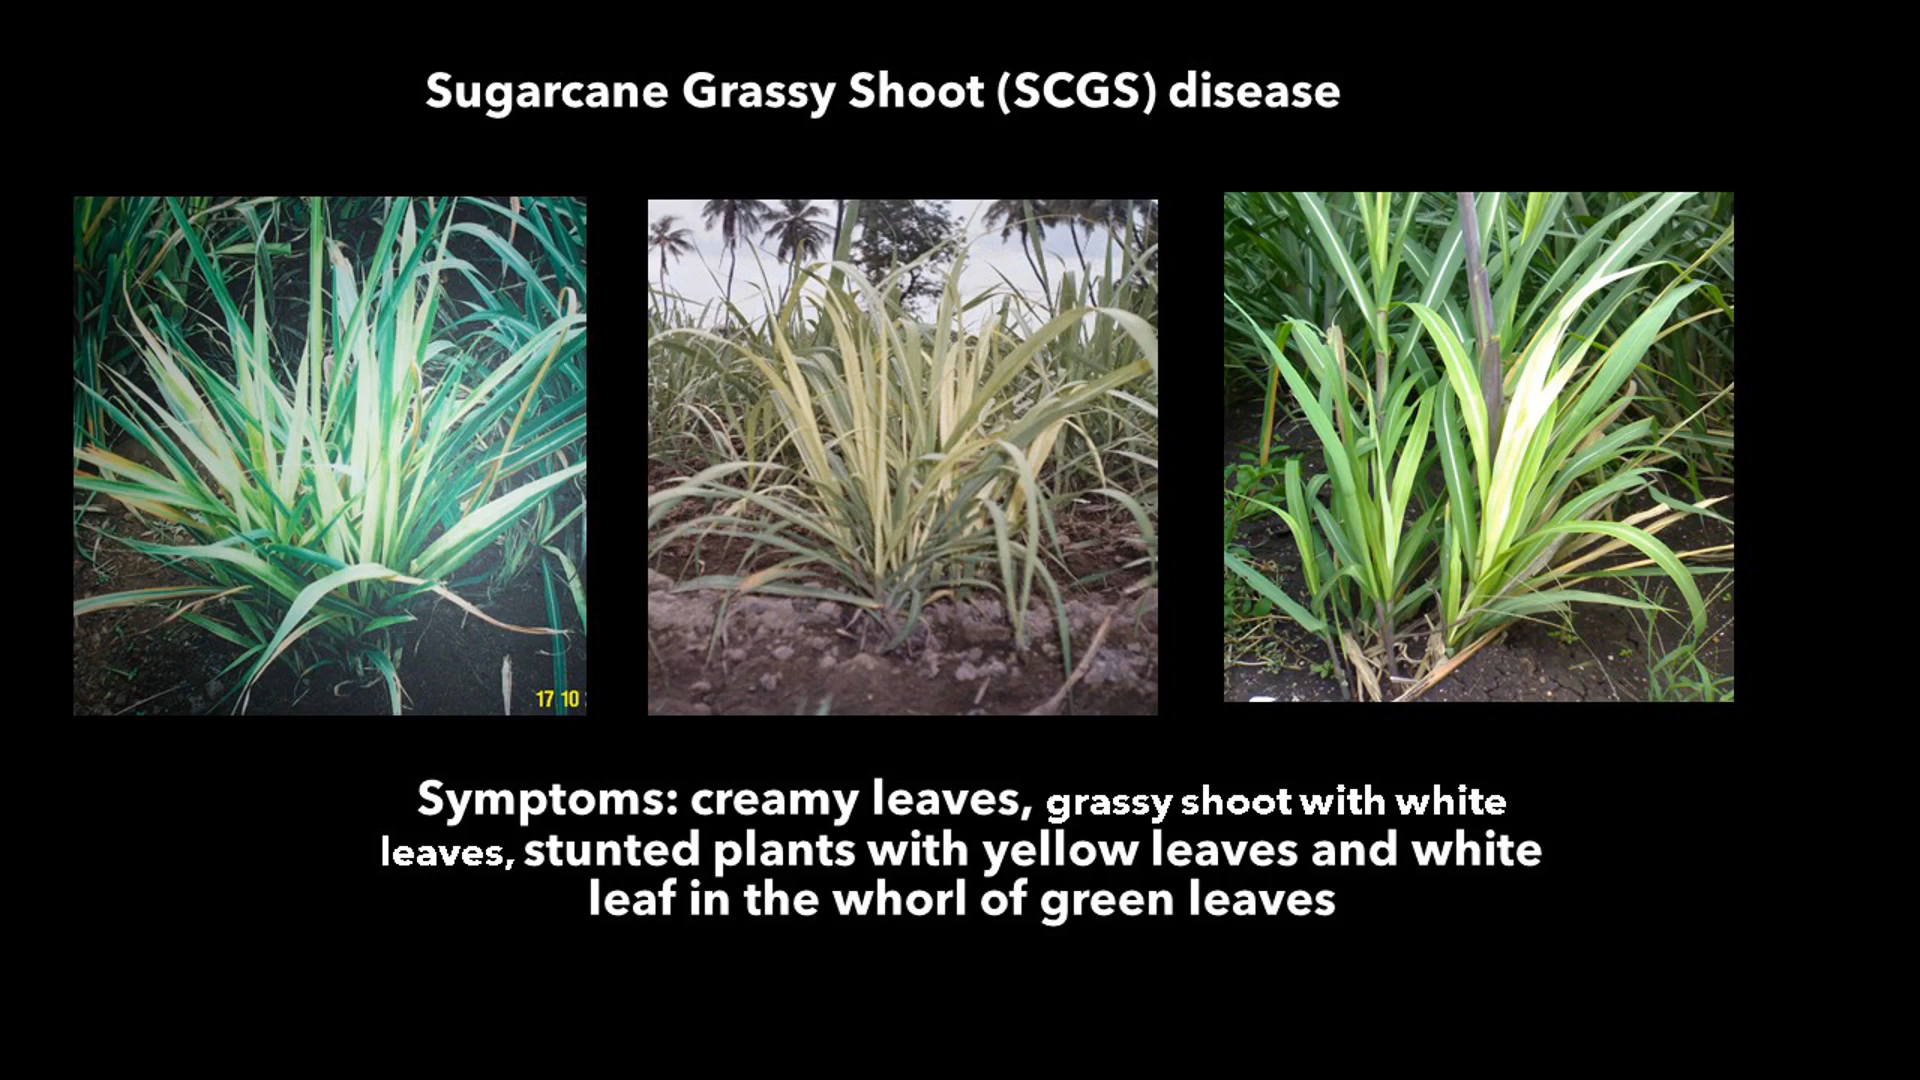 Sugarcane Grassy Shoot (SCGS) disease
17 10
Symptoms: creamy leaves, grassy shoot with white
leaves, stunted plants with yellow leaves and white
leaf in the whorl of green leaves